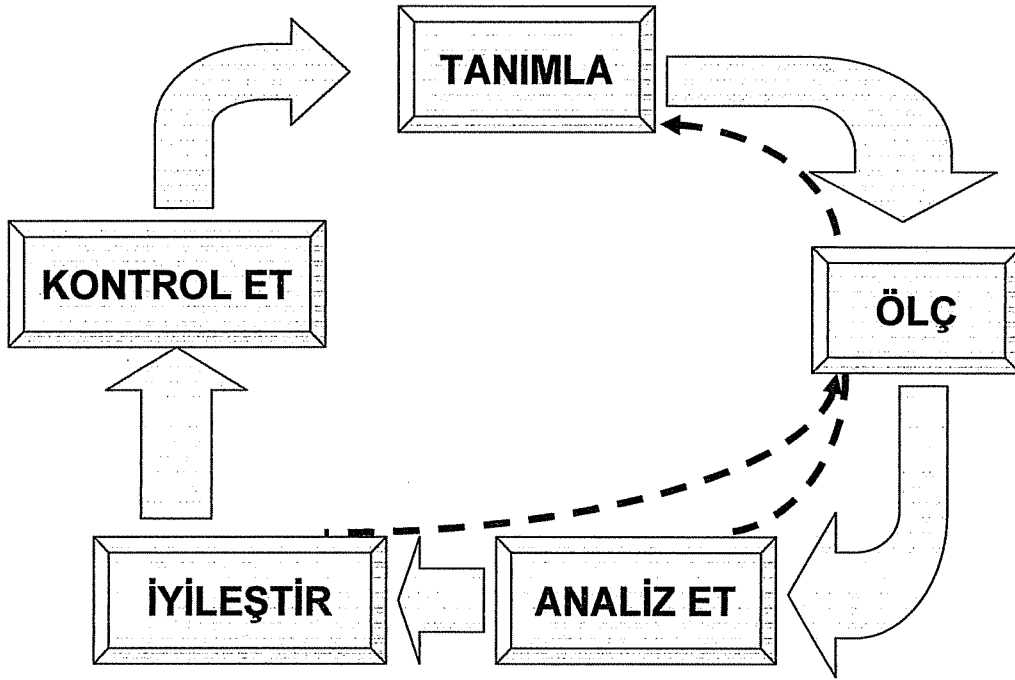 TANIMLA
KONTROL ET
ÖLÇ
İYİLEŞTİR
ANALİZ ET